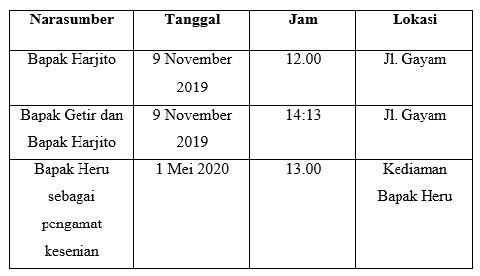 Narasumber Tanggal Jam Lokasi
Bapak Harjito 9 November 12.00 Jl. Gayam
2019
Bapak Getir dan 9 November 14:13 Jl. Gayam
Bapak Harjito 2019
Bapak Heru 1 Mei 2020 13.00 Kediaman
sebagai Bapak Heru
pengamat
kesenian